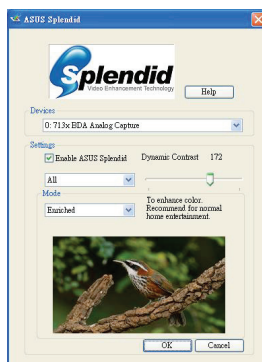 ASUS Splendid
Splendid
Video Enhancement Technology
Help
Devices
0: 713x BDA Analog Capture
Settings
Enable ASUS Splendid
Dynamic Contrast 172
All
Mode
Enriched
To enhance color.
Recommend for normal
home entertainment.
OK
Cancel